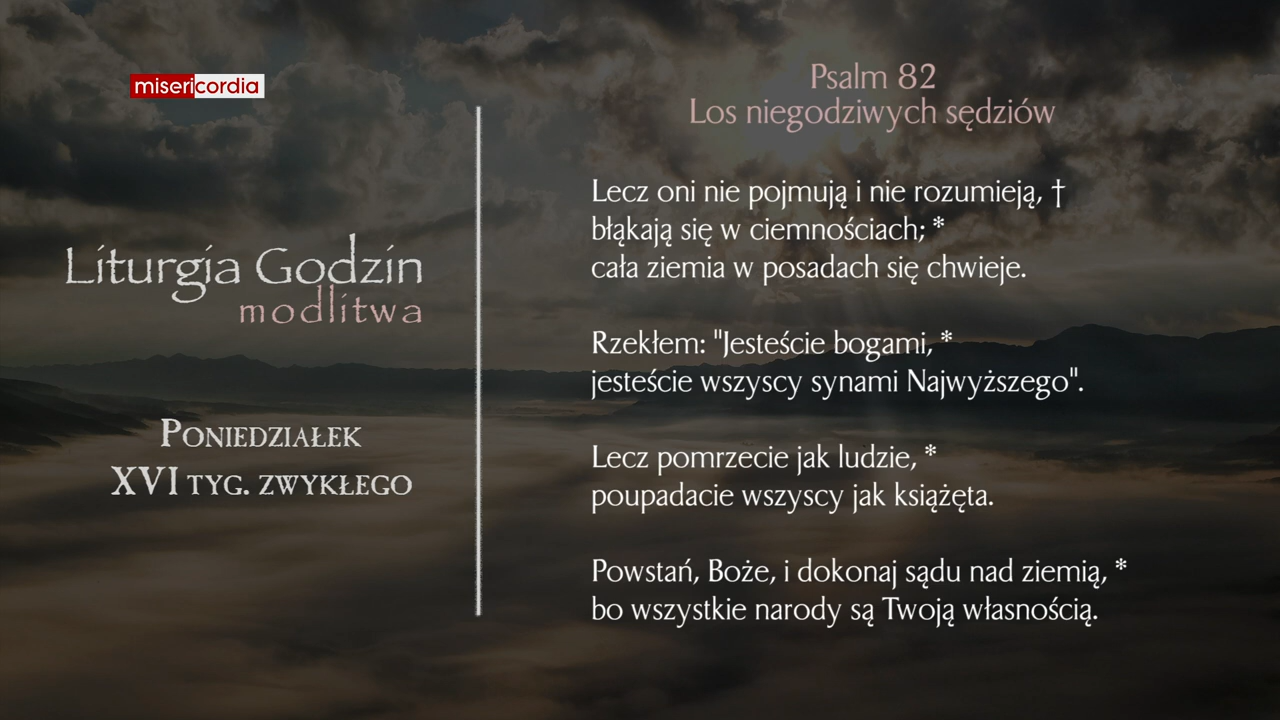 misericordia
Liturgia Godzin
modlitwa
Poniedziałek
XVI tyg. zwykłego
Psalm 82
Los niegodziwych sędziów
Lecz oni nie pojmują i nie rozumieją, †
błąkają się w ciemnościach; *
cała ziemia w posadach się chwieje.
Rzekłem: "Jesteście bogami, *
jesteście wszyscy synami Najwyższego".
Lecz pomrzecie jak ludzie, *
poupadacie wszyscy jak książęta.
Powstań, Boże, i dokonaj sądu nad ziemią, *
bo wszystkie narody są Twoją własnością.